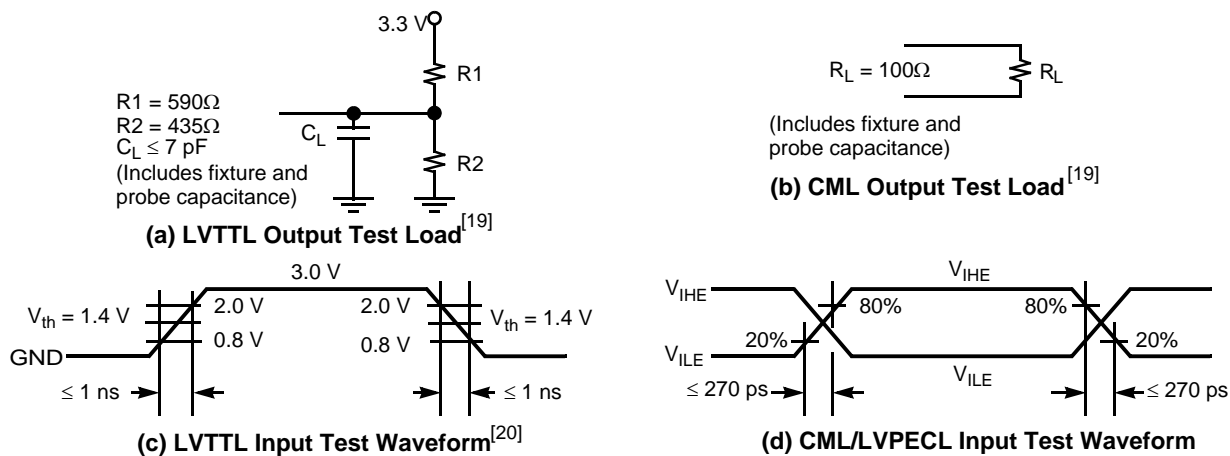 3.3 V
R1
R1 = 590Ω
R2 = 435Ω
C_L ≤ 7 pF
(Includes fixture and
probe capacitance)
C_L
R2
(a) LVTTL Output Test Load[19]
R_L = 100Ω
R_L
(Includes fixture and
probe capacitance)
(b) CML Output Test Load[19]
3.0 V
2.0 V
2.0 V
V_th = 1.4 V
V_th = 1.4 V
0.8 V
0.8 V
GND
≤ 1 ns
≤ 1 ns
(c) LVTTL Input Test Waveform[20]
V_IHE
V_IHE
80%
80%
20%
20%
V_ILE
V_ILE
≤ 270 ps
≤ 270 ps
(d) CML/LVPECL Input Test Waveform